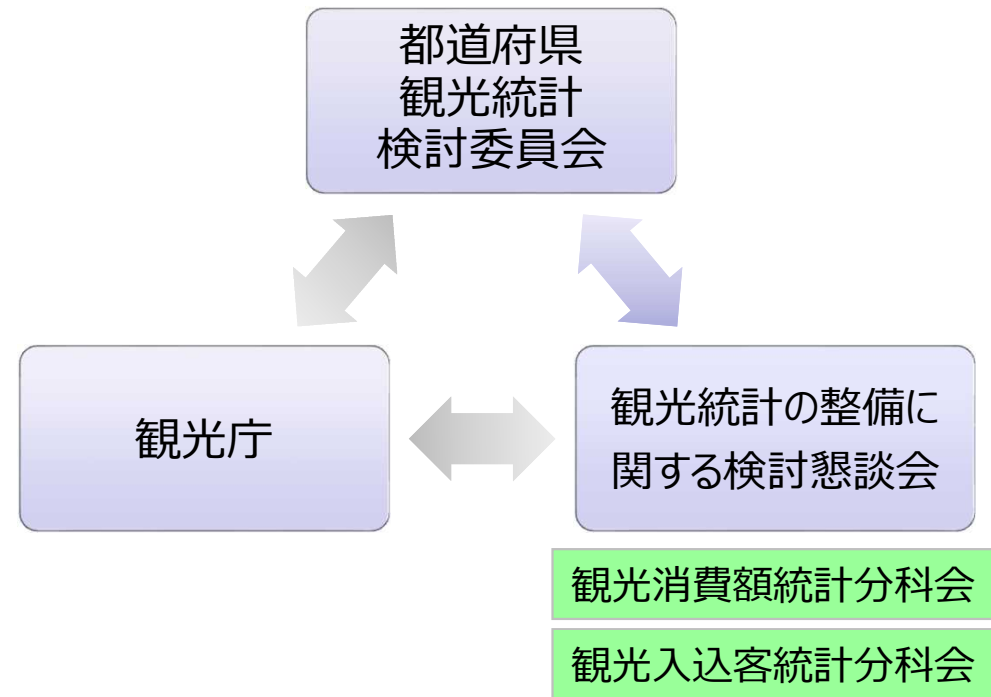 都道府県
観光統計
検討委員会
観光庁
観光統計の整備に
関する検討懇談会
観光消費額統計分科会
観光入込客統計分科会